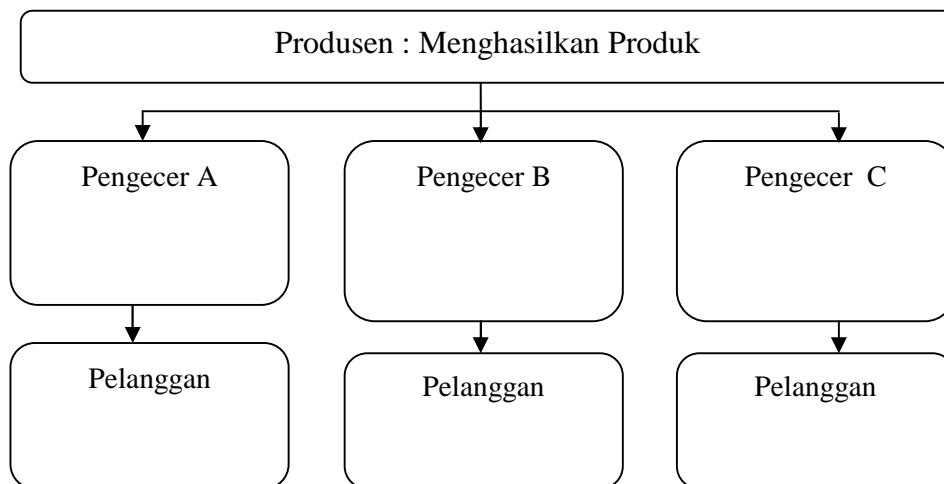 Produsen : Menghasilkan Produk
Pengecer A
Pengecer B
Pengecer  C
Pelanggan
Pelanggan
Pelanggan